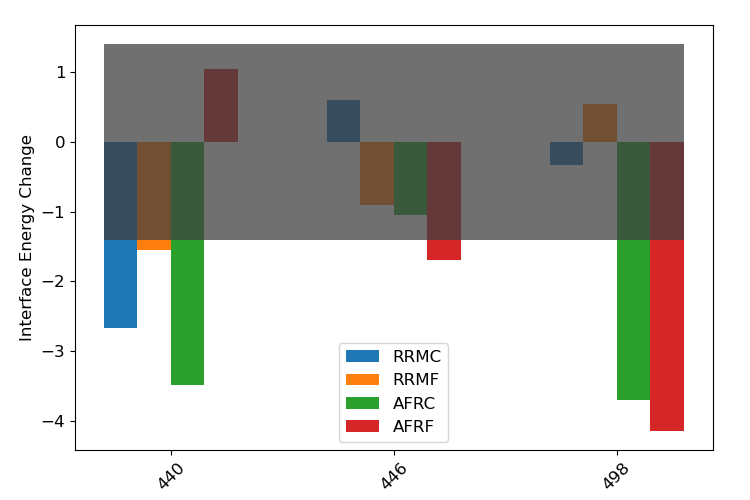 Interface Energy Change
1
0
−1
−2
−3
−4
RRMC
RRMF
AFRC
AFRF
440
446
498